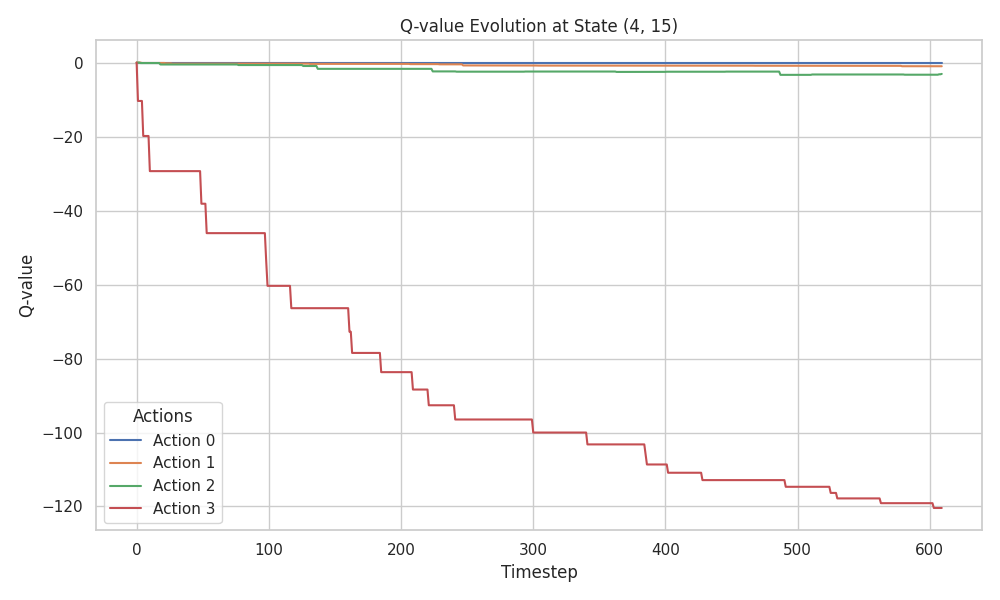 Q-value Evolution at State (4, 15)
Q-value
0
−20
−40
−60
−80
−100
−120
Actions
Action 0
Action 1
Action 2
Action 3
0 100 200 300 400 500 600
Timestep